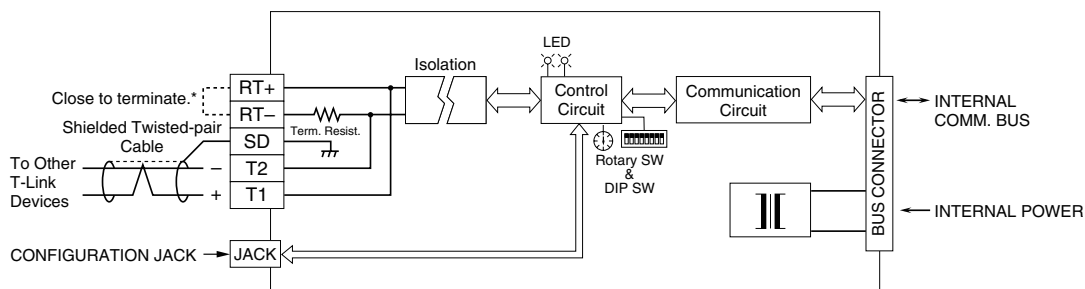 LED
Isolation
RT+
Close to terminate.*
RT–
Term. Resist.
Shielded Twisted-pair
Cable
SD
To Other
T-Link
Devices
–
T2
+
T1
Control
Circuit
Communication
Circuit
Rotary SW
&
DIP SW
BUS CONNECTOR
INTERNAL
COMM. BUS
INTERNAL POWER
CONFIGURATION JACK
JACK